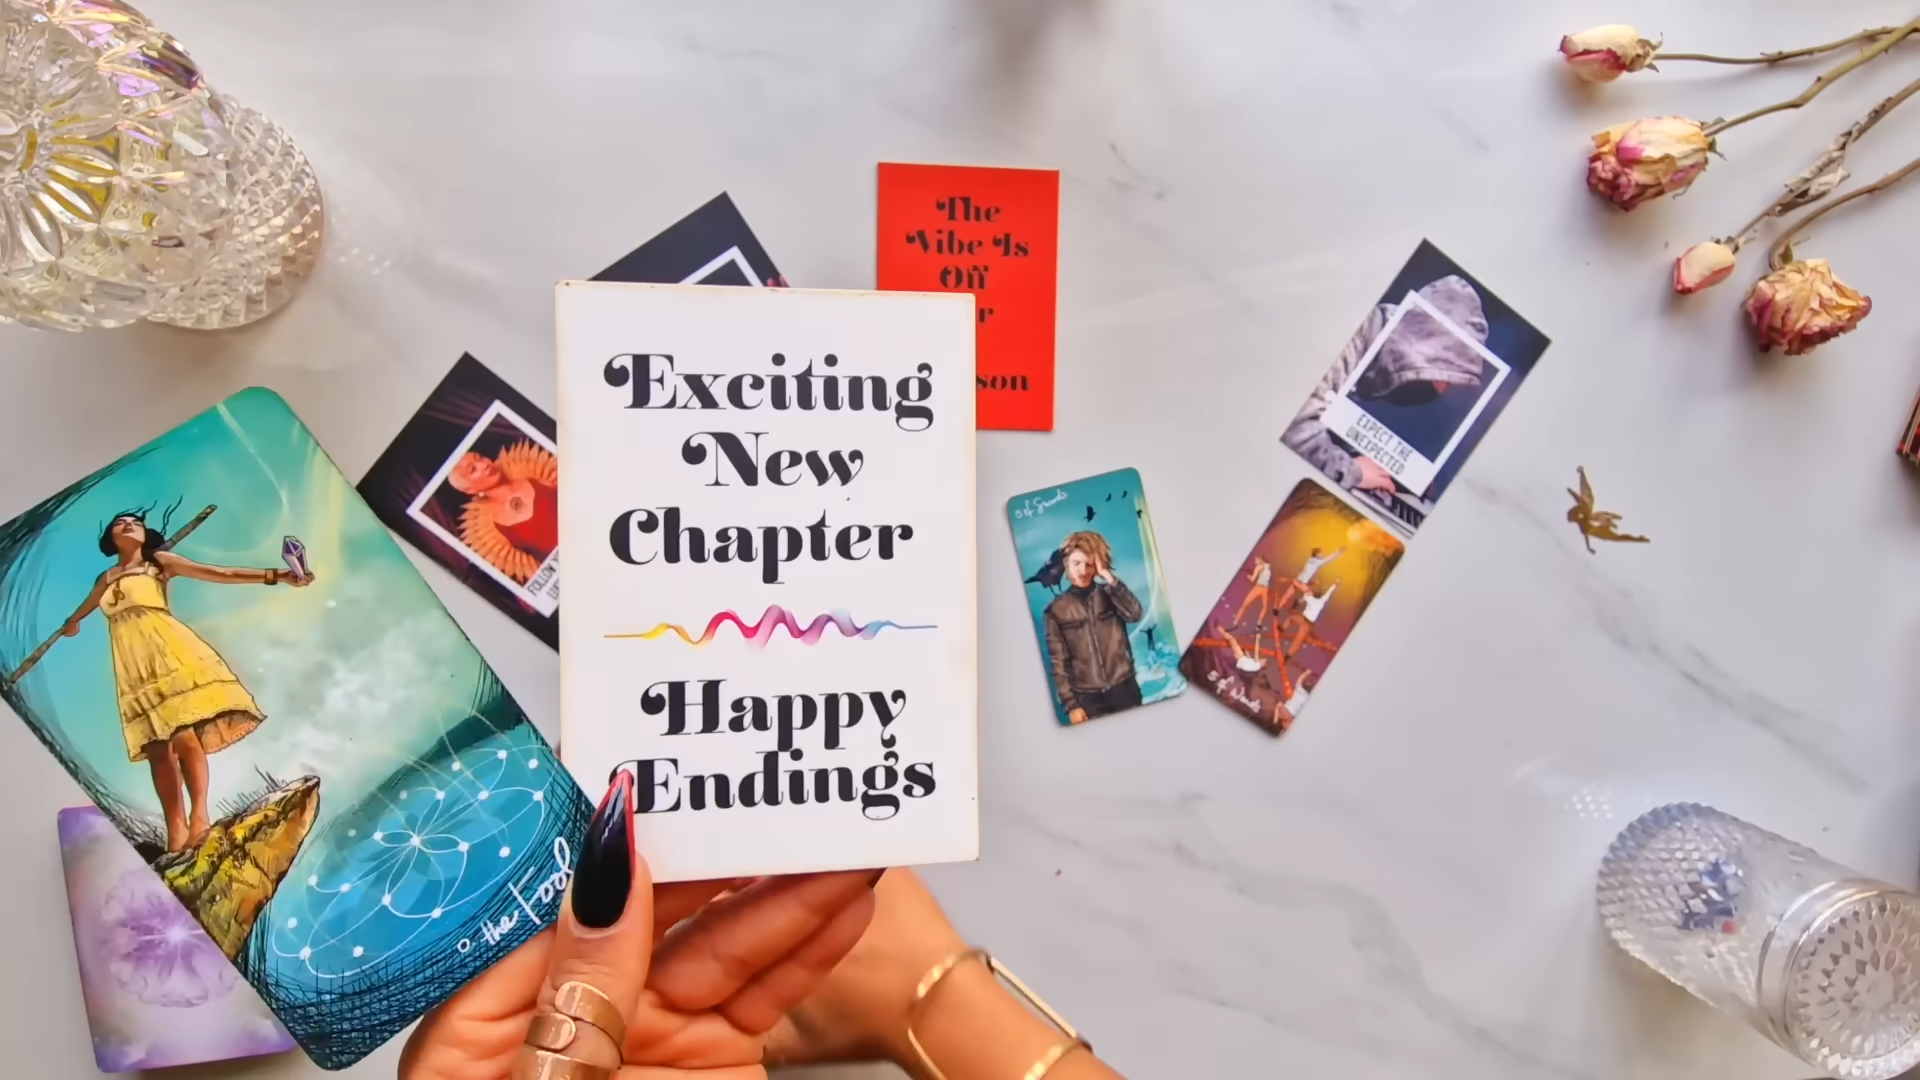 The
Vibe Is
Off
r
son
Exciting
New
Chapter
Happy
Endings
EXPECT THE
UNEXPECTED
5 of Swords
5 of Wands
FOLLOW
0 the Fool